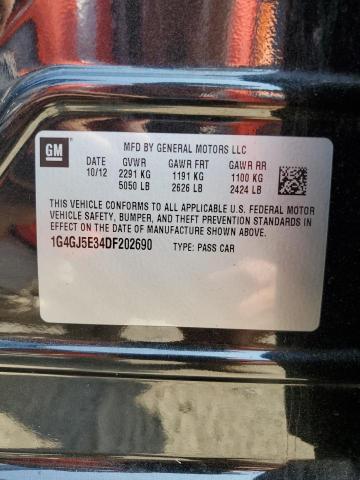 GM
MFD BY GENERAL MOTORS LLC
DATE GVWR GAWR FRT GAWR RR
10/12 2291 KG 1191 KG 1100 KG
5050 LB 2626 LB 2424 LB
THIS VEHICLE CONFORMS TO ALL APPLICABLE U.S. FEDERAL MOTOR
VEHICLE SAFETY, BUMPER, AND THEFT PREVENTION STANDARDS
IN EFFECT ON THE DATE OF MANUFACTURE SHOWN ABOVE.
1G4GJ5E34DF202690 TYPE: PASS CAR